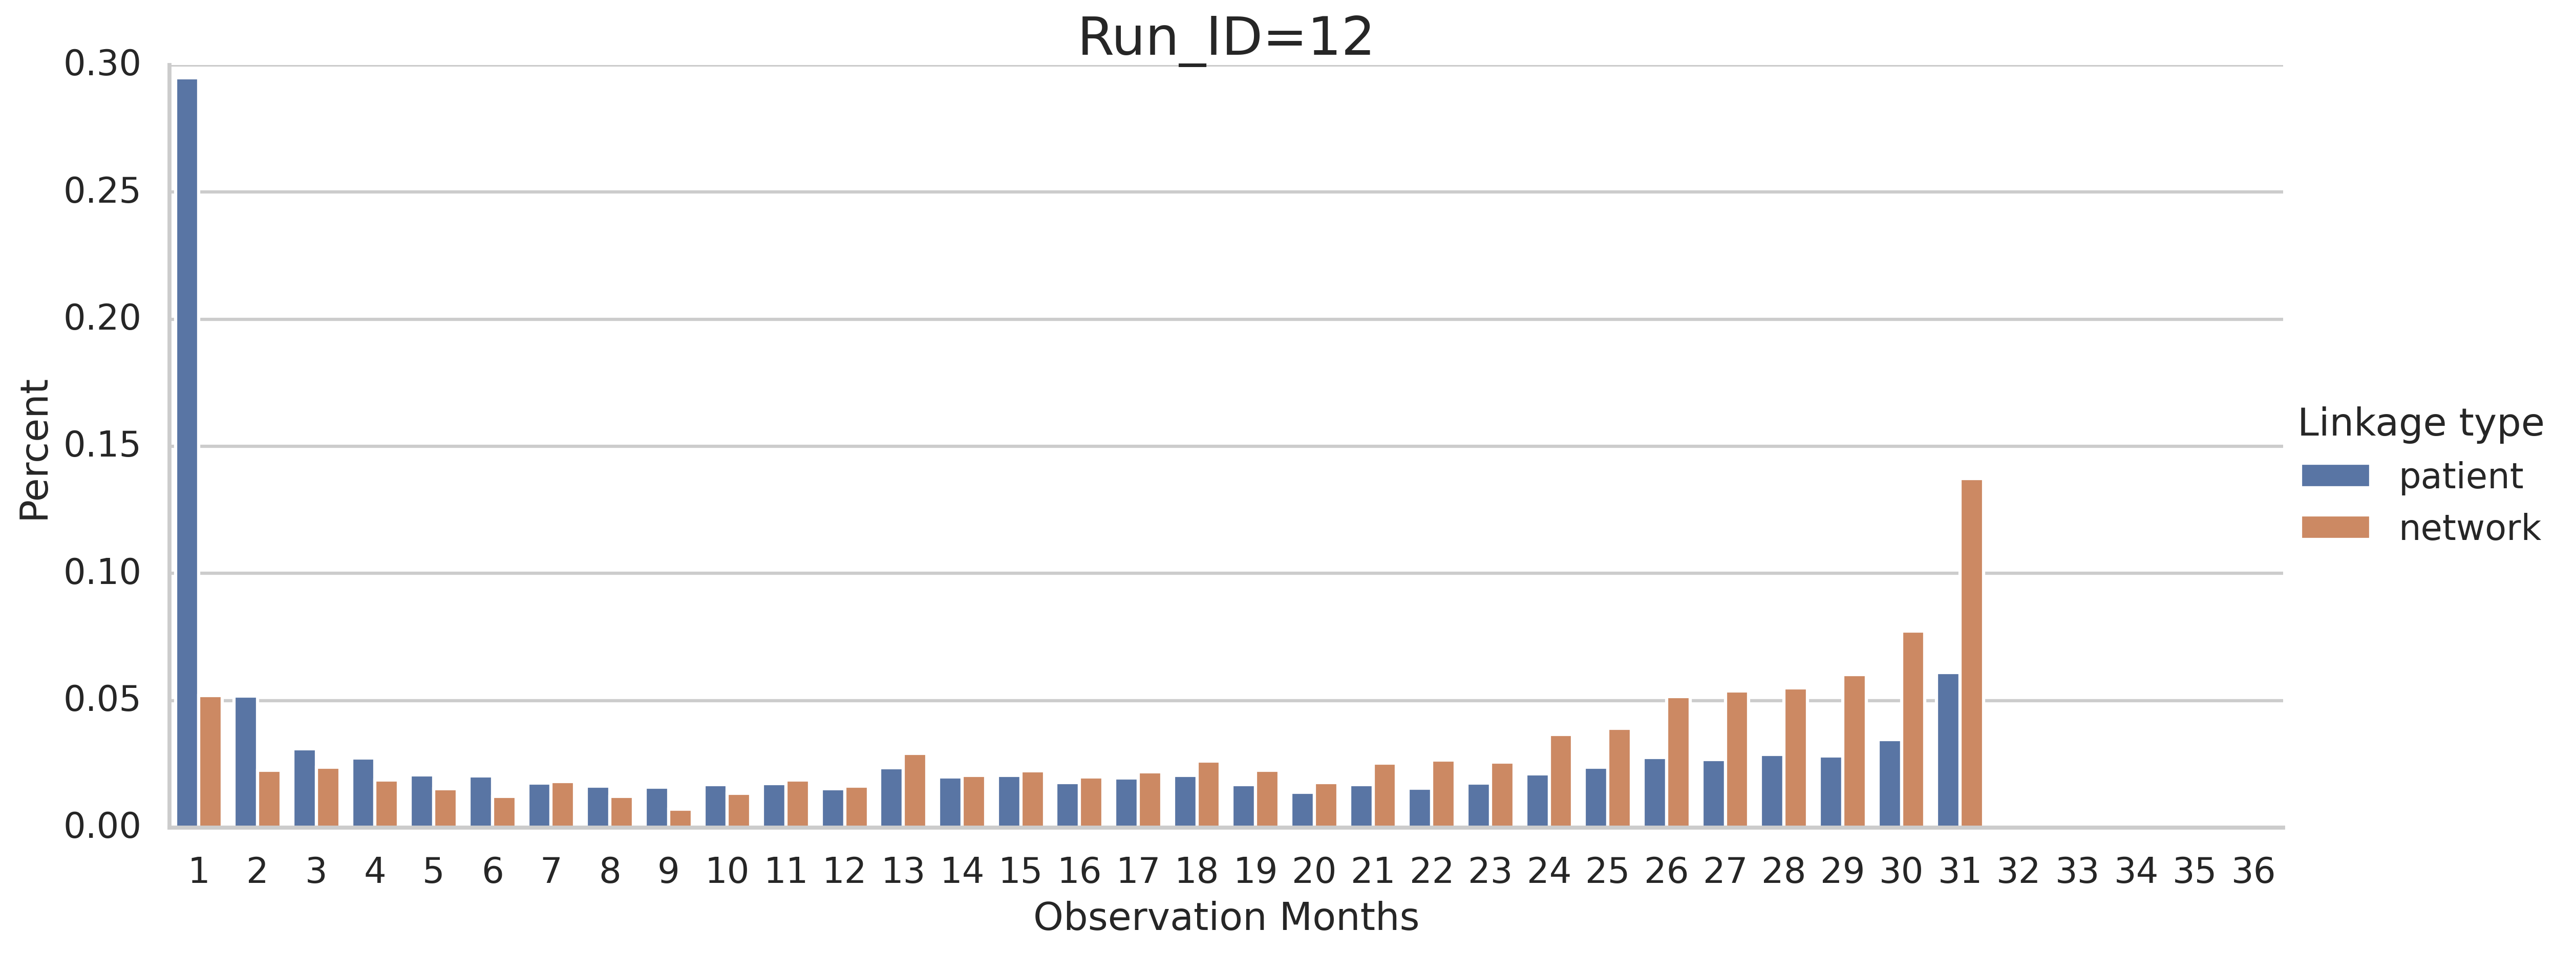 Run_ID=12
0.30
0.25
0.20
0.15
0.10
0.05
0.00
Percent
1 2 3 4 5 6 7 8 9 10 11 12 13 14 15 16 17 18 19 20 21 22 23 24 25 26 27 28 29 30 31 32 33 34 35 36
Observation Months
Linkage type
patient
network